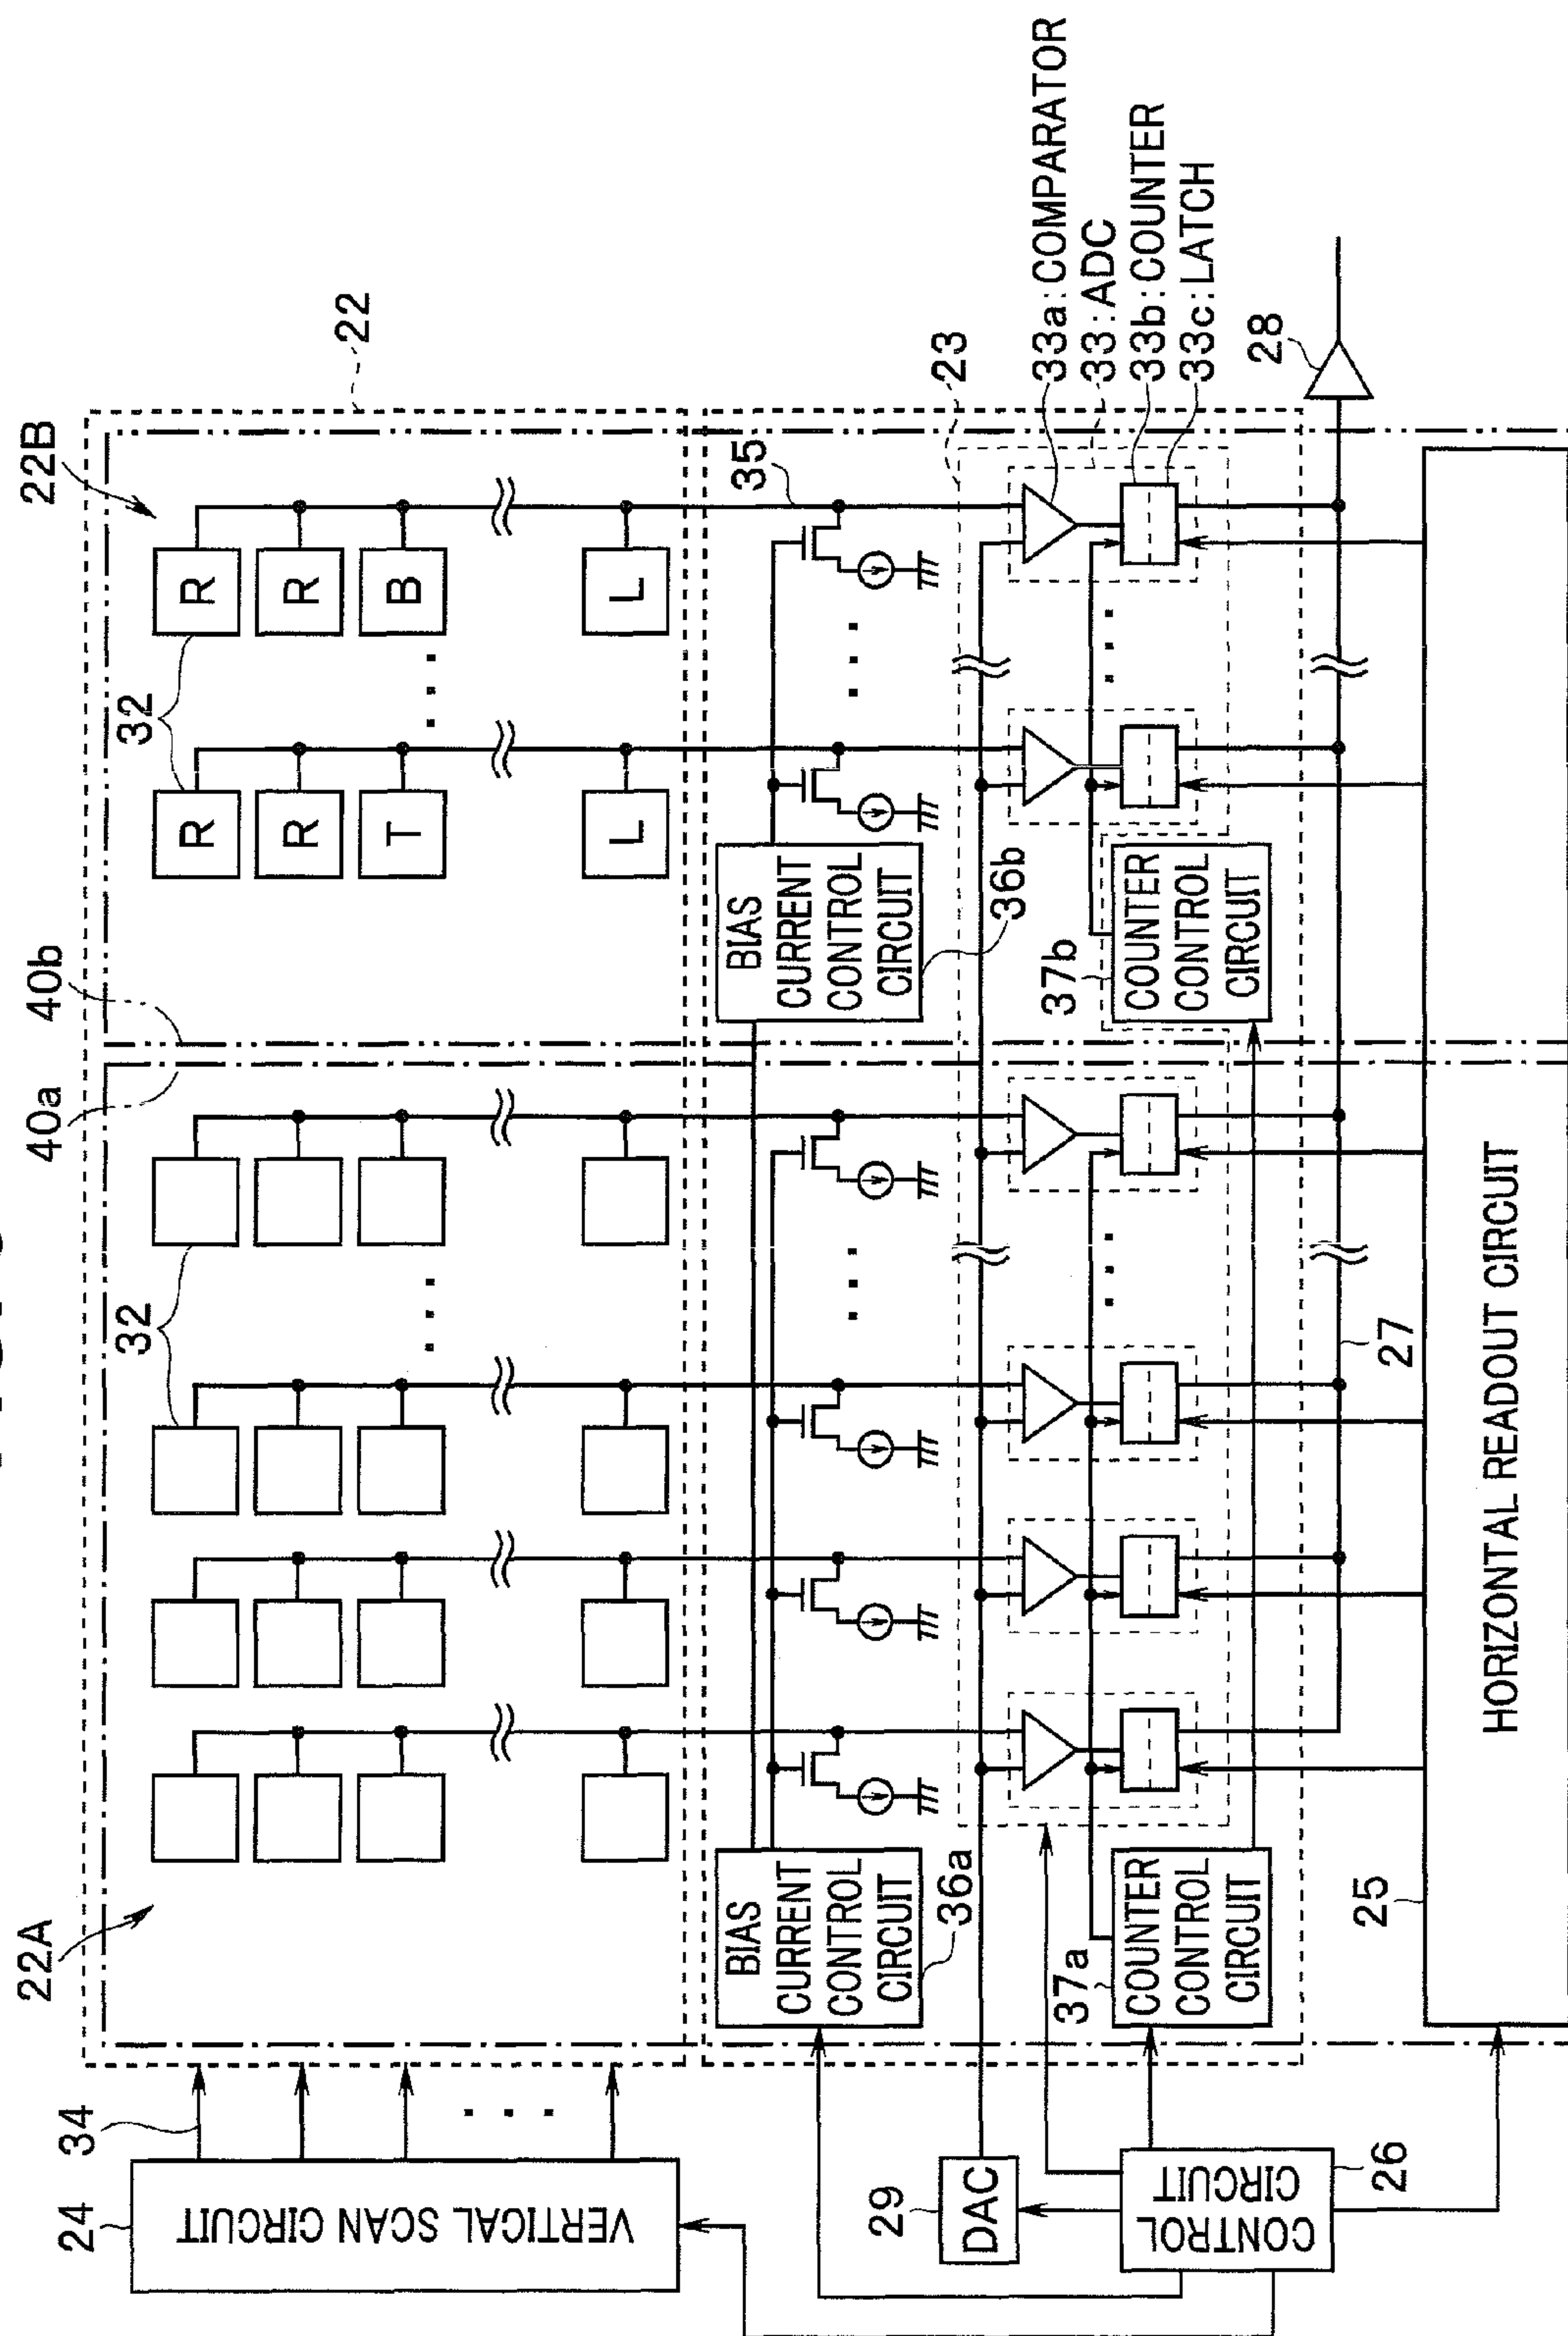 22B
22
40b
40a
22A
34
24
VERTICAL SCAN CIRCUIT
32
32
R
R
B
L
R
R
T
L
35
23
33a:COMPARATOR
33:ADC
33b:COUNTER
33c:LATCH
28
BIAS
CURRENT
CONTROL
CIRCUIT
36b
37b
COUNTER
CONTROL
CIRCUIT
BIAS
CURRENT
CONTROL
CIRCUIT
36a
37a
COUNTER
CONTROL
CIRCUIT
29
DAC
CONTROL
CIRCUIT
26
27
25
HORIZONTAL READOUT CIRCUIT